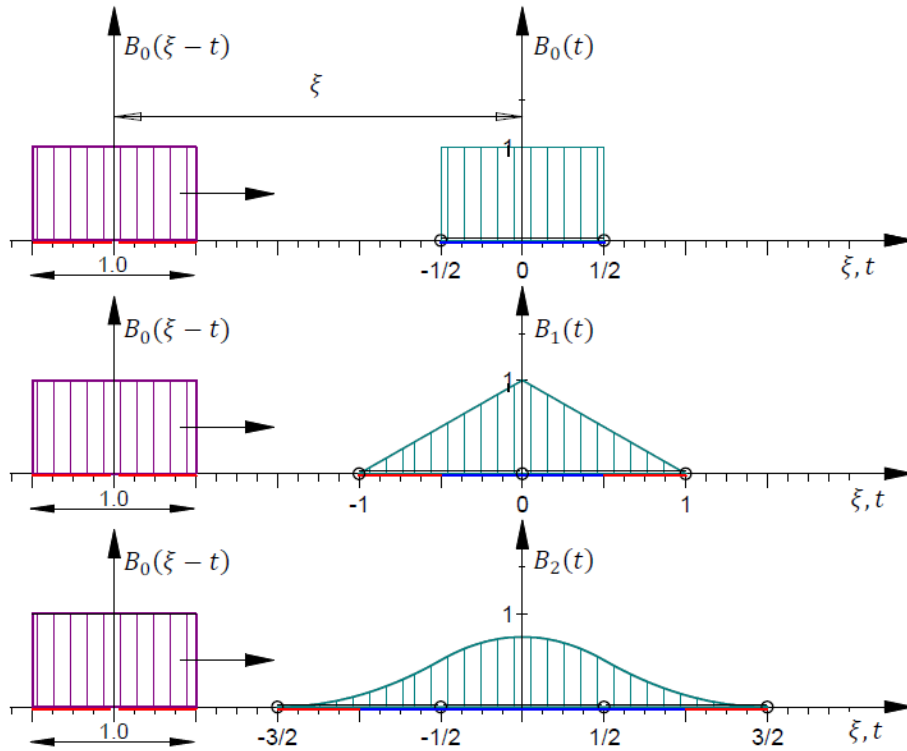 B₀(ξ − t) B₀(t)
ξ
1
-1/2 0 1/2 ξ, t
1.0
B₀(ξ − t) B₁(t)
1
-1 0 1 ξ, t
1.0
B₀(ξ − t) B₂(t)
1
-3/2 -1/2 1/2 3/2 ξ, t
1.0